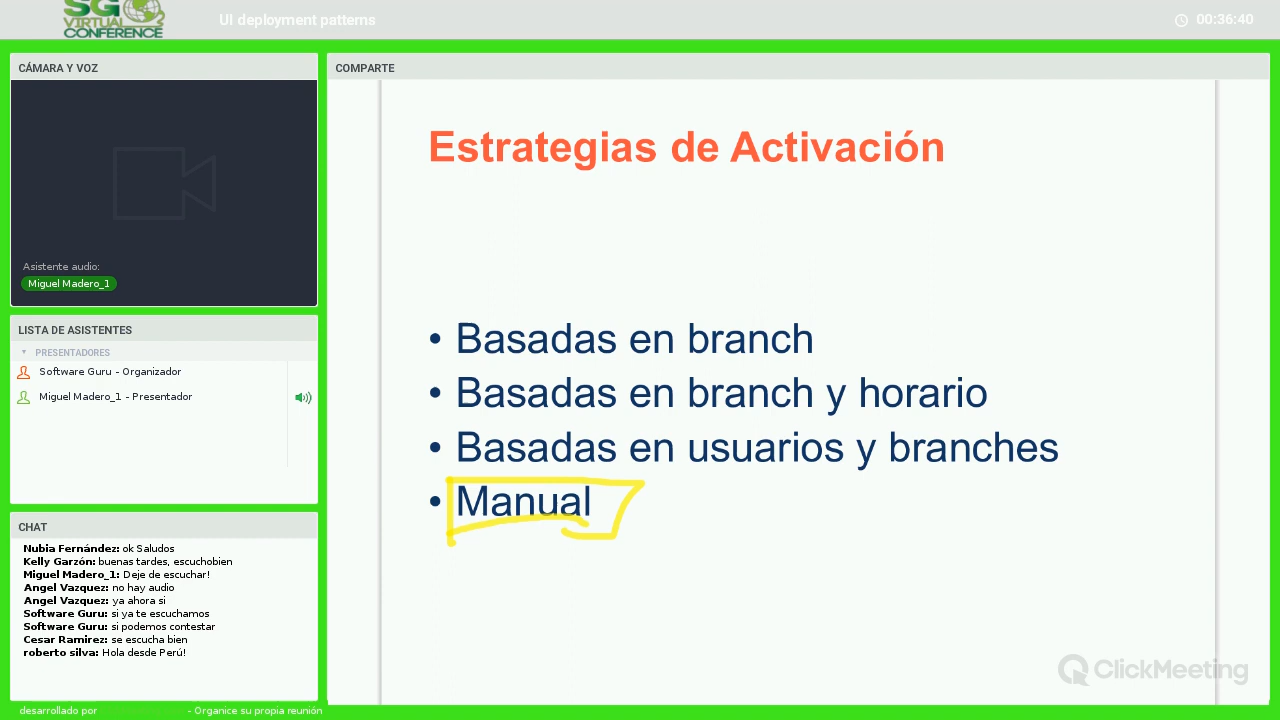 SG
VIRTUAL
CONFERENCE
UI deployment patterns
00:36:40
CÁMARA Y VOZ
Asistente audio:
Miguel Madero_1
LISTA DE ASISTENTES
PRESENTADORES
Software Guru - Organizador
Miguel Madero_1 - Presentador
CHAT
Nubia Fernández: ok Saludos
Kelly Garzón: buenas tardes, escuchobien
Miguel Madero_1: Deje de escuchar!
Angel Vazquez: no hay audio
Angel Vazquez: ya ahora si
Software Guru: si ya te escuchamos
Software Guru: si podemos contestar
Cesar Ramirez: se escucha bien
roberto silva: Hola desde Perú!
desarrollado por - Organice su propia reunión
COMPARTE
Estrategias de Activación
• Basadas en branch
• Basadas en branch y horario
• Basadas en usuarios y branches
• Manual
ClickMeeting